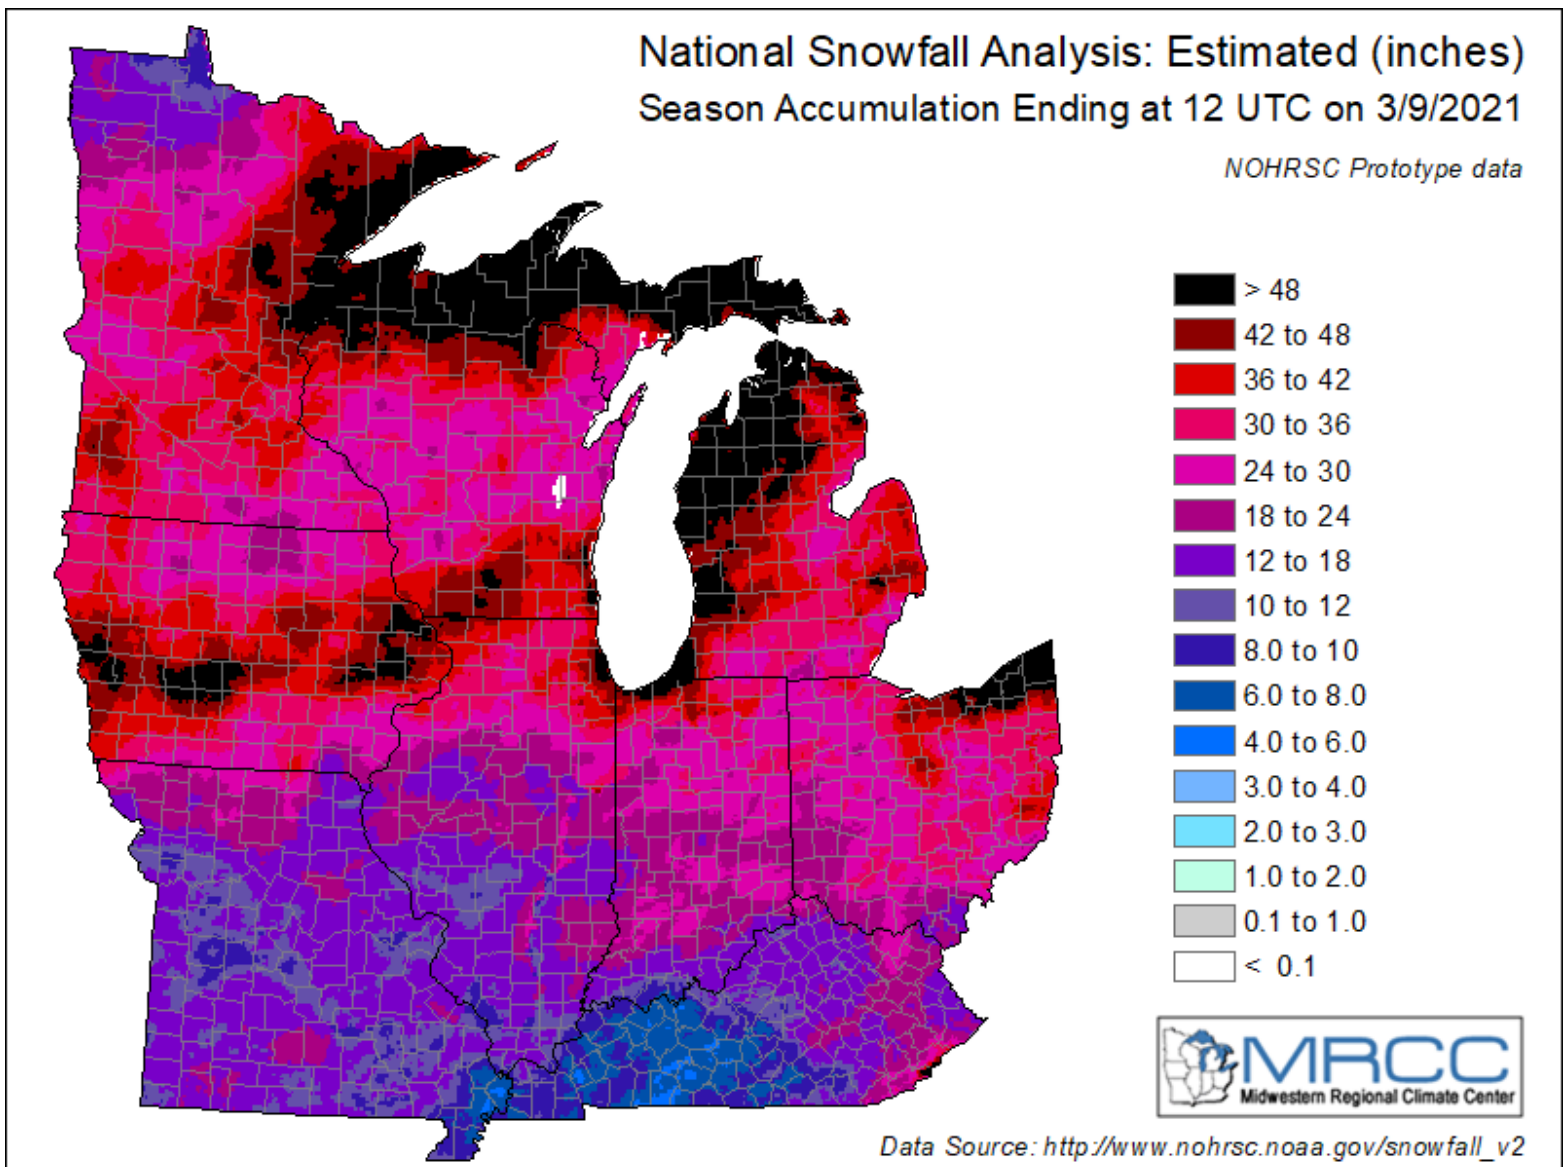 National Snowfall Analysis: Estimated (inches)
Season Accumulation Ending at 12 UTC on 3/9/2021
NOHRSC Prototype data
> 48
42 to 48
36 to 42
30 to 36
24 to 30
18 to 24
12 to 18
10 to 12
8.0 to 10
6.0 to 8.0
4.0 to 6.0
3.0 to 4.0
2.0 to 3.0
1.0 to 2.0
0.1 to 1.0
< 0.1
MRCC
Midwestern Regional Climate Center
Data Source: http://www.nohrsc.noaa.gov/snowfall_v2